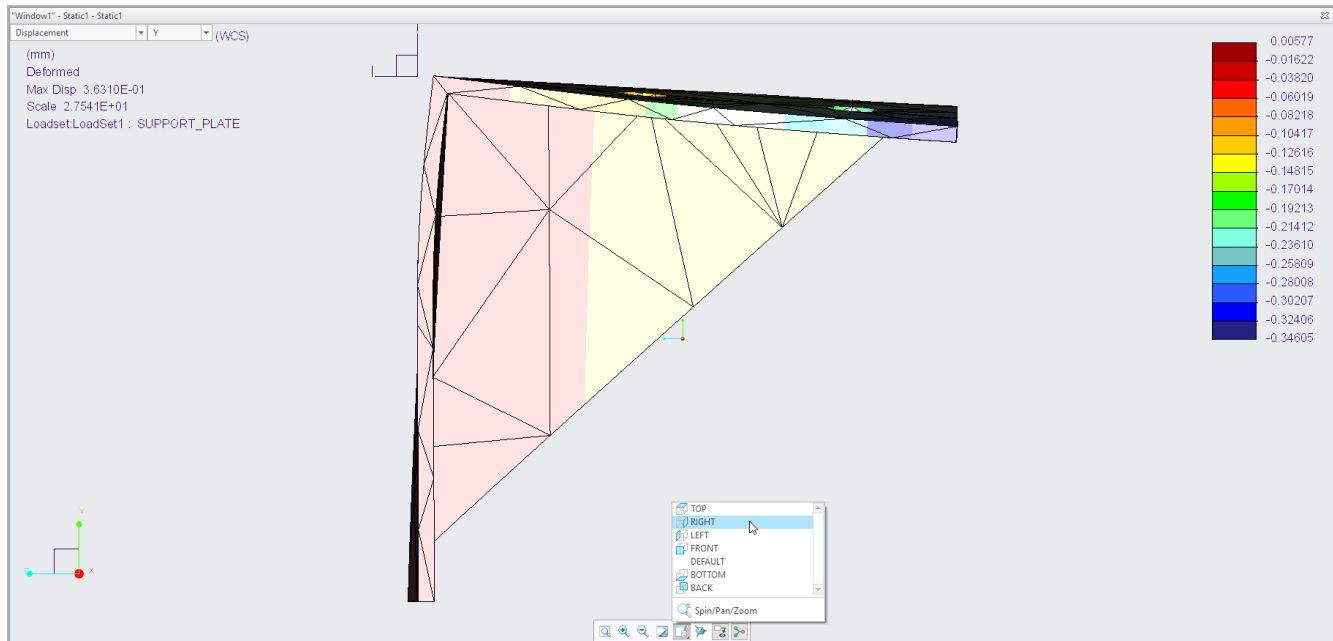 "Window1" - Static1 - Static1
Displacement Y (WCS)
(mm)
Deformed
Max Disp 3.6310E-01
Scale 2.7541E+01
Loadset:LoadSet1 : SUPPORT_PLATE
0.00577
-0.01622
-0.03820
-0.06019
-0.08218
-0.10417
-0.12616
-0.14815
-0.17014
-0.19213
-0.21412
-0.23610
-0.25809
-0.28008
-0.30207
-0.32406
-0.34605
Y
X
TOP
RIGHT
LEFT
FRONT
DEFAULT
BOTTOM
BACK
Spin/Pan/Zoom